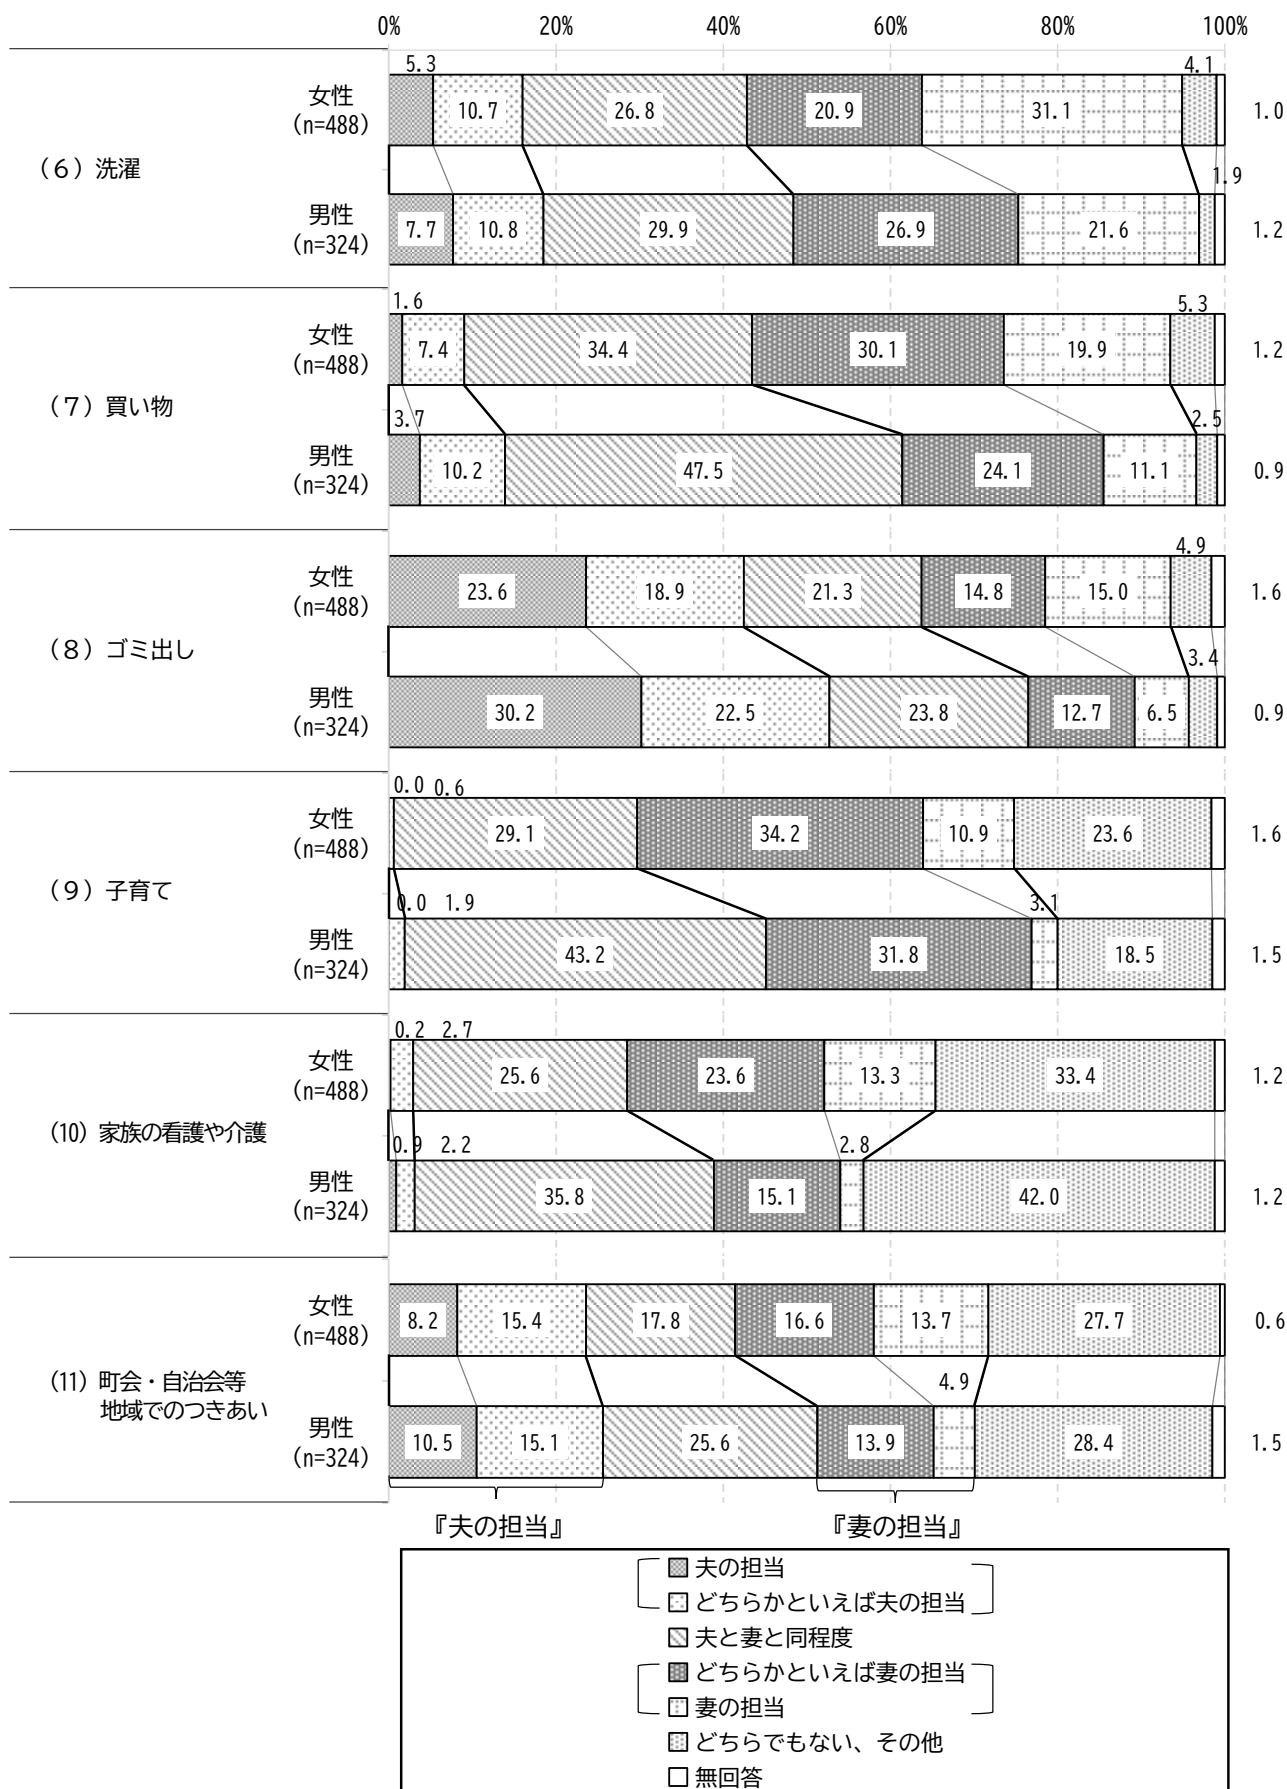 0% 20% 40% 60% 80% 100%
5.3 4.1
女性
(n=488)
10.7 26.8 20.9 31.1 1.0
（６）洗濯
1.9
男性
(n=324)
7.7 10.8 29.9 26.9 21.6 1.2
1.6 5.3
女性
(n=488)
7.4 34.4 30.1 19.9 1.2
（７）買い物
3.7 2.5
男性
(n=324)
10.2 47.5 24.1 11.1 0.9
4.9
女性
(n=488)
23.6 18.9 21.3 14.8 15.0 1.6
（８）ゴミ出し
3.4
男性
(n=324)
30.2 22.5 23.8 12.7 6.5 0.9
0.0 0.6
女性
(n=488)
29.1 34.2 10.9 23.6 1.6
（９）子育て
0.0 1.9 3.1
男性
(n=324)
43.2 31.8 18.5 1.5
0.2 2.7
女性
(n=488)
25.6 23.6 13.3 33.4 1.2
（10）家族の看護や介護
0.9 2.2 2.8
男性
(n=324)
35.8 15.1 42.0 1.2
女性
(n=488)
8.2 15.4 17.8 16.6 13.7 27.7 0.6
（11）町会・自治会等
地域でのつきあい
4.9
男性
(n=324)
10.5 15.1 25.6 13.9 28.4 1.5
『夫の担当』 『妻の担当』
夫の担当
どちらかといえば夫の担当
夫と妻と同程度
どちらかといえば妻の担当
妻の担当
どちらでもない、その他
無回答